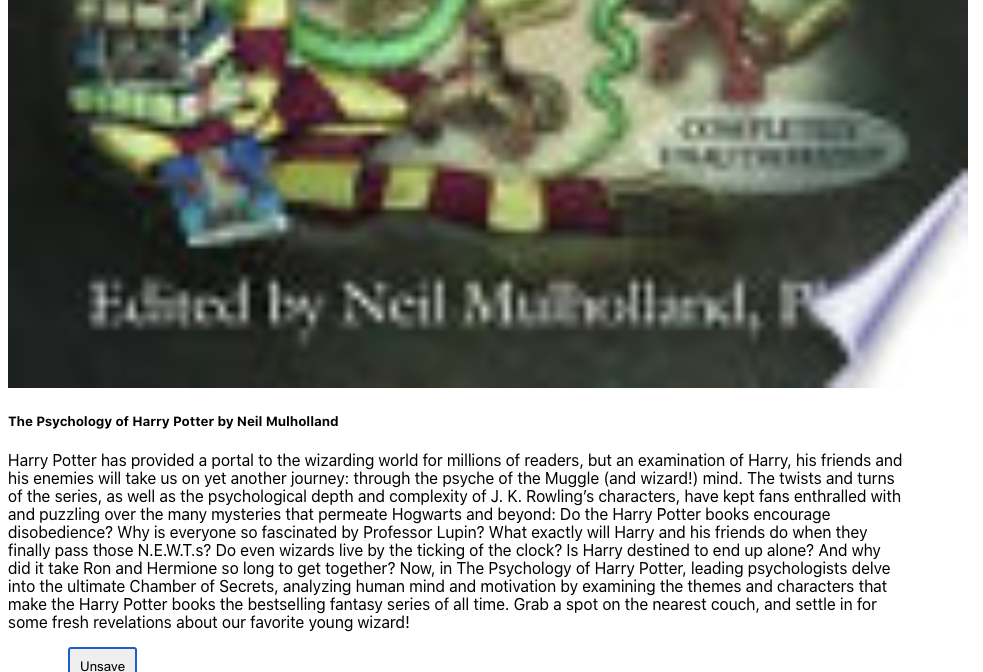 COMPLETELY
UNAUTHORIZED
Edited by Neil Mulholland,
The Psychology of Harry Potter by Neil Mulholland
Harry Potter has provided a portal to the wizarding world for millions of readers, but an examination of Harry, his friends and
his enemies will take us on yet another journey: through the psyche of the Muggle (and wizard!) mind. The twists and turns
of the series, as well as the psychological depth and complexity of J. K. Rowling’s characters, have kept fans enthralled with
and puzzling over the many mysteries that permeate Hogwarts and beyond: Do the Harry Potter books encourage
disobedience? Why is everyone so fascinated by Professor Lupin? What exactly will Harry and his friends do when they
finally pass those N.E.W.T.s? Do even wizards live by the ticking of the clock? Is Harry destined to end up alone? And why
did it take Ron and Hermione so long to get together? Now, in The Psychology of Harry Potter, leading psychologists delve
into the ultimate Chamber of Secrets, analyzing human mind and motivation by examining the themes and characters that
make the Harry Potter books the bestselling fantasy series of all time. Grab a spot on the nearest couch, and settle in for
some fresh revelations about our favorite young wizard!
Unsave